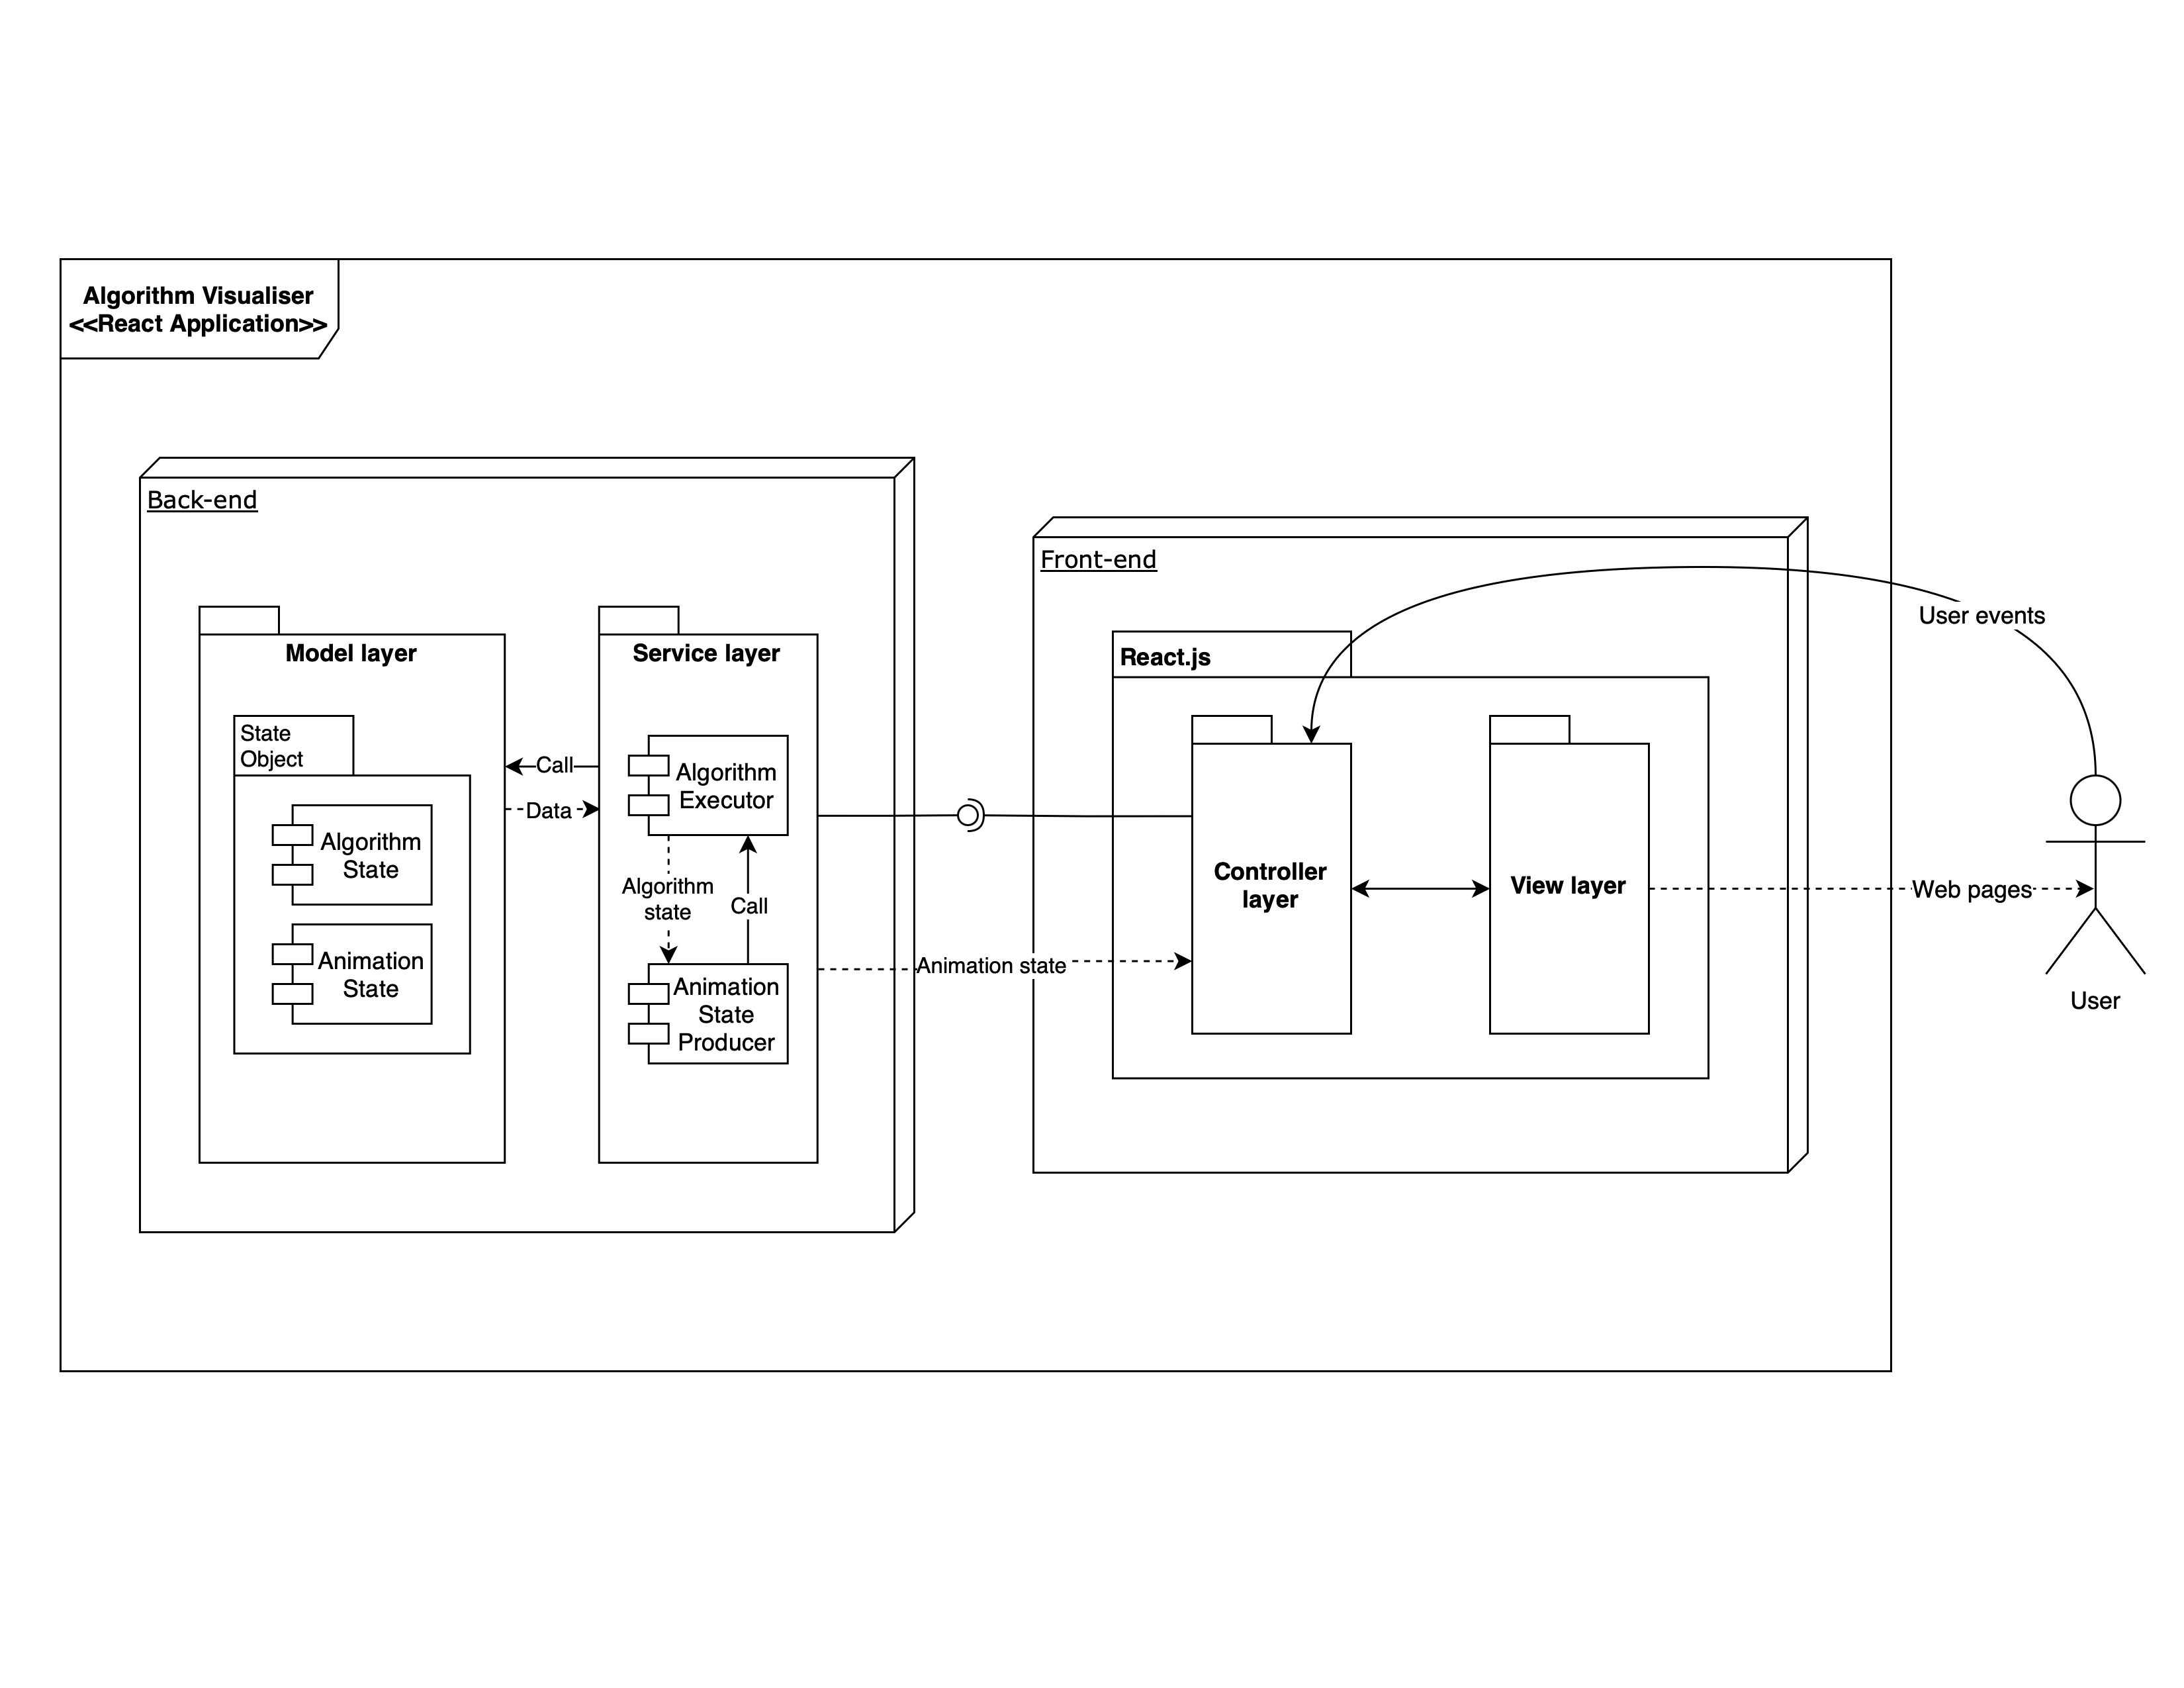 Algorithm Visualiser
<<React Application>>
Back-end
Front-end
User events
Model layer
Service layer
React.js
State
Object
Call
Data
Algorithm
Executor
Algorithm
State
Animation
State
Algorithm
state
Call
Animation
State
Producer
Animation state
Controller
layer
View layer
Web pages
User